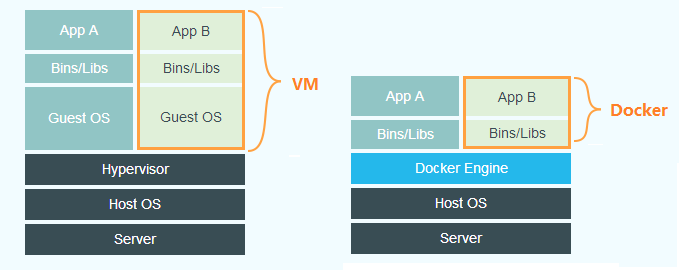 App A
App B
Bins/Libs
Bins/Libs
Guest OS
Guest OS
VM
Hypervisor
Host OS
Server
App A
App B
Bins/Libs
Bins/Libs
Docker
Docker Engine
Host OS
Server